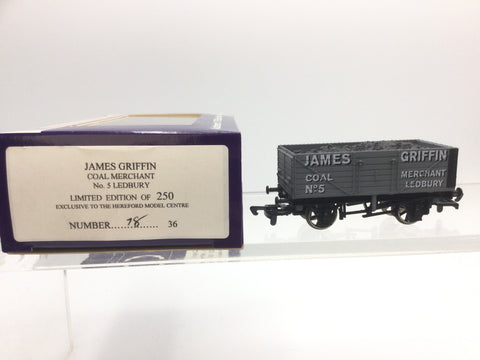 JAMES GRIFFIN
COAL MERCHANT
No. 5 LEDBURY
LIMITED EDITION OF 250
EXCLUSIVE TO THE HEREFORD MODEL CENTRE
NUMBER...78...... 36
JAMES GRIFFIN
COAL MERCHANT
Nº5 LEDBURY